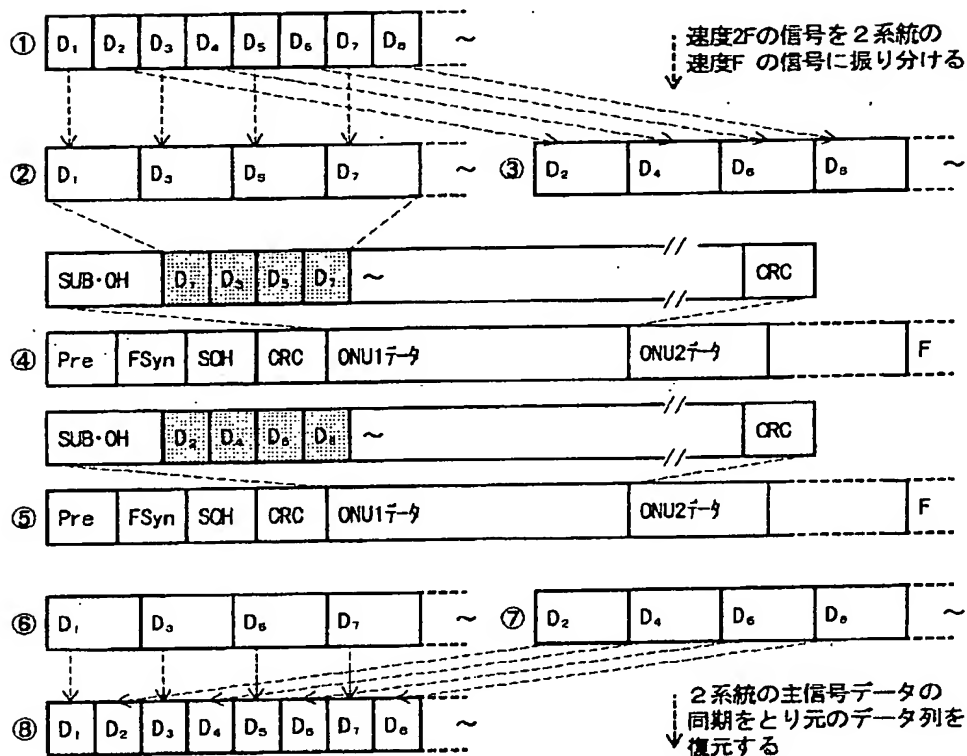 ① D₁ D₂ D₃ D₄ D₅ D₆ D₇ D₈ ~
速度2Fの信号を2系統の
速度F の信号に振り分ける
② D₁ D₃ D₅ D₇ ~ ③ D₂ D₄ D₆ D₈ ~
SUB・OH D₁ D₃ D₅ D₇ ~ // CRC
④ Pre FSyn SOH CRC ONU1データ ONU2データ F
SUB・OH D₂ D₄ D₆ D₈ ~ // CRC
⑤ Pre FSyn SOH CRC ONU1データ ONU2データ F
⑥ D₁ D₃ D₅ D₇ ~ ⑦ D₂ D₄ D₆ D₈ ~
⑧ D₁ D₂ D₃ D₄ D₅ D₆ D₇ D₈ ~
2系統の主信号データの
同期をとり元のデータ列を
復元する